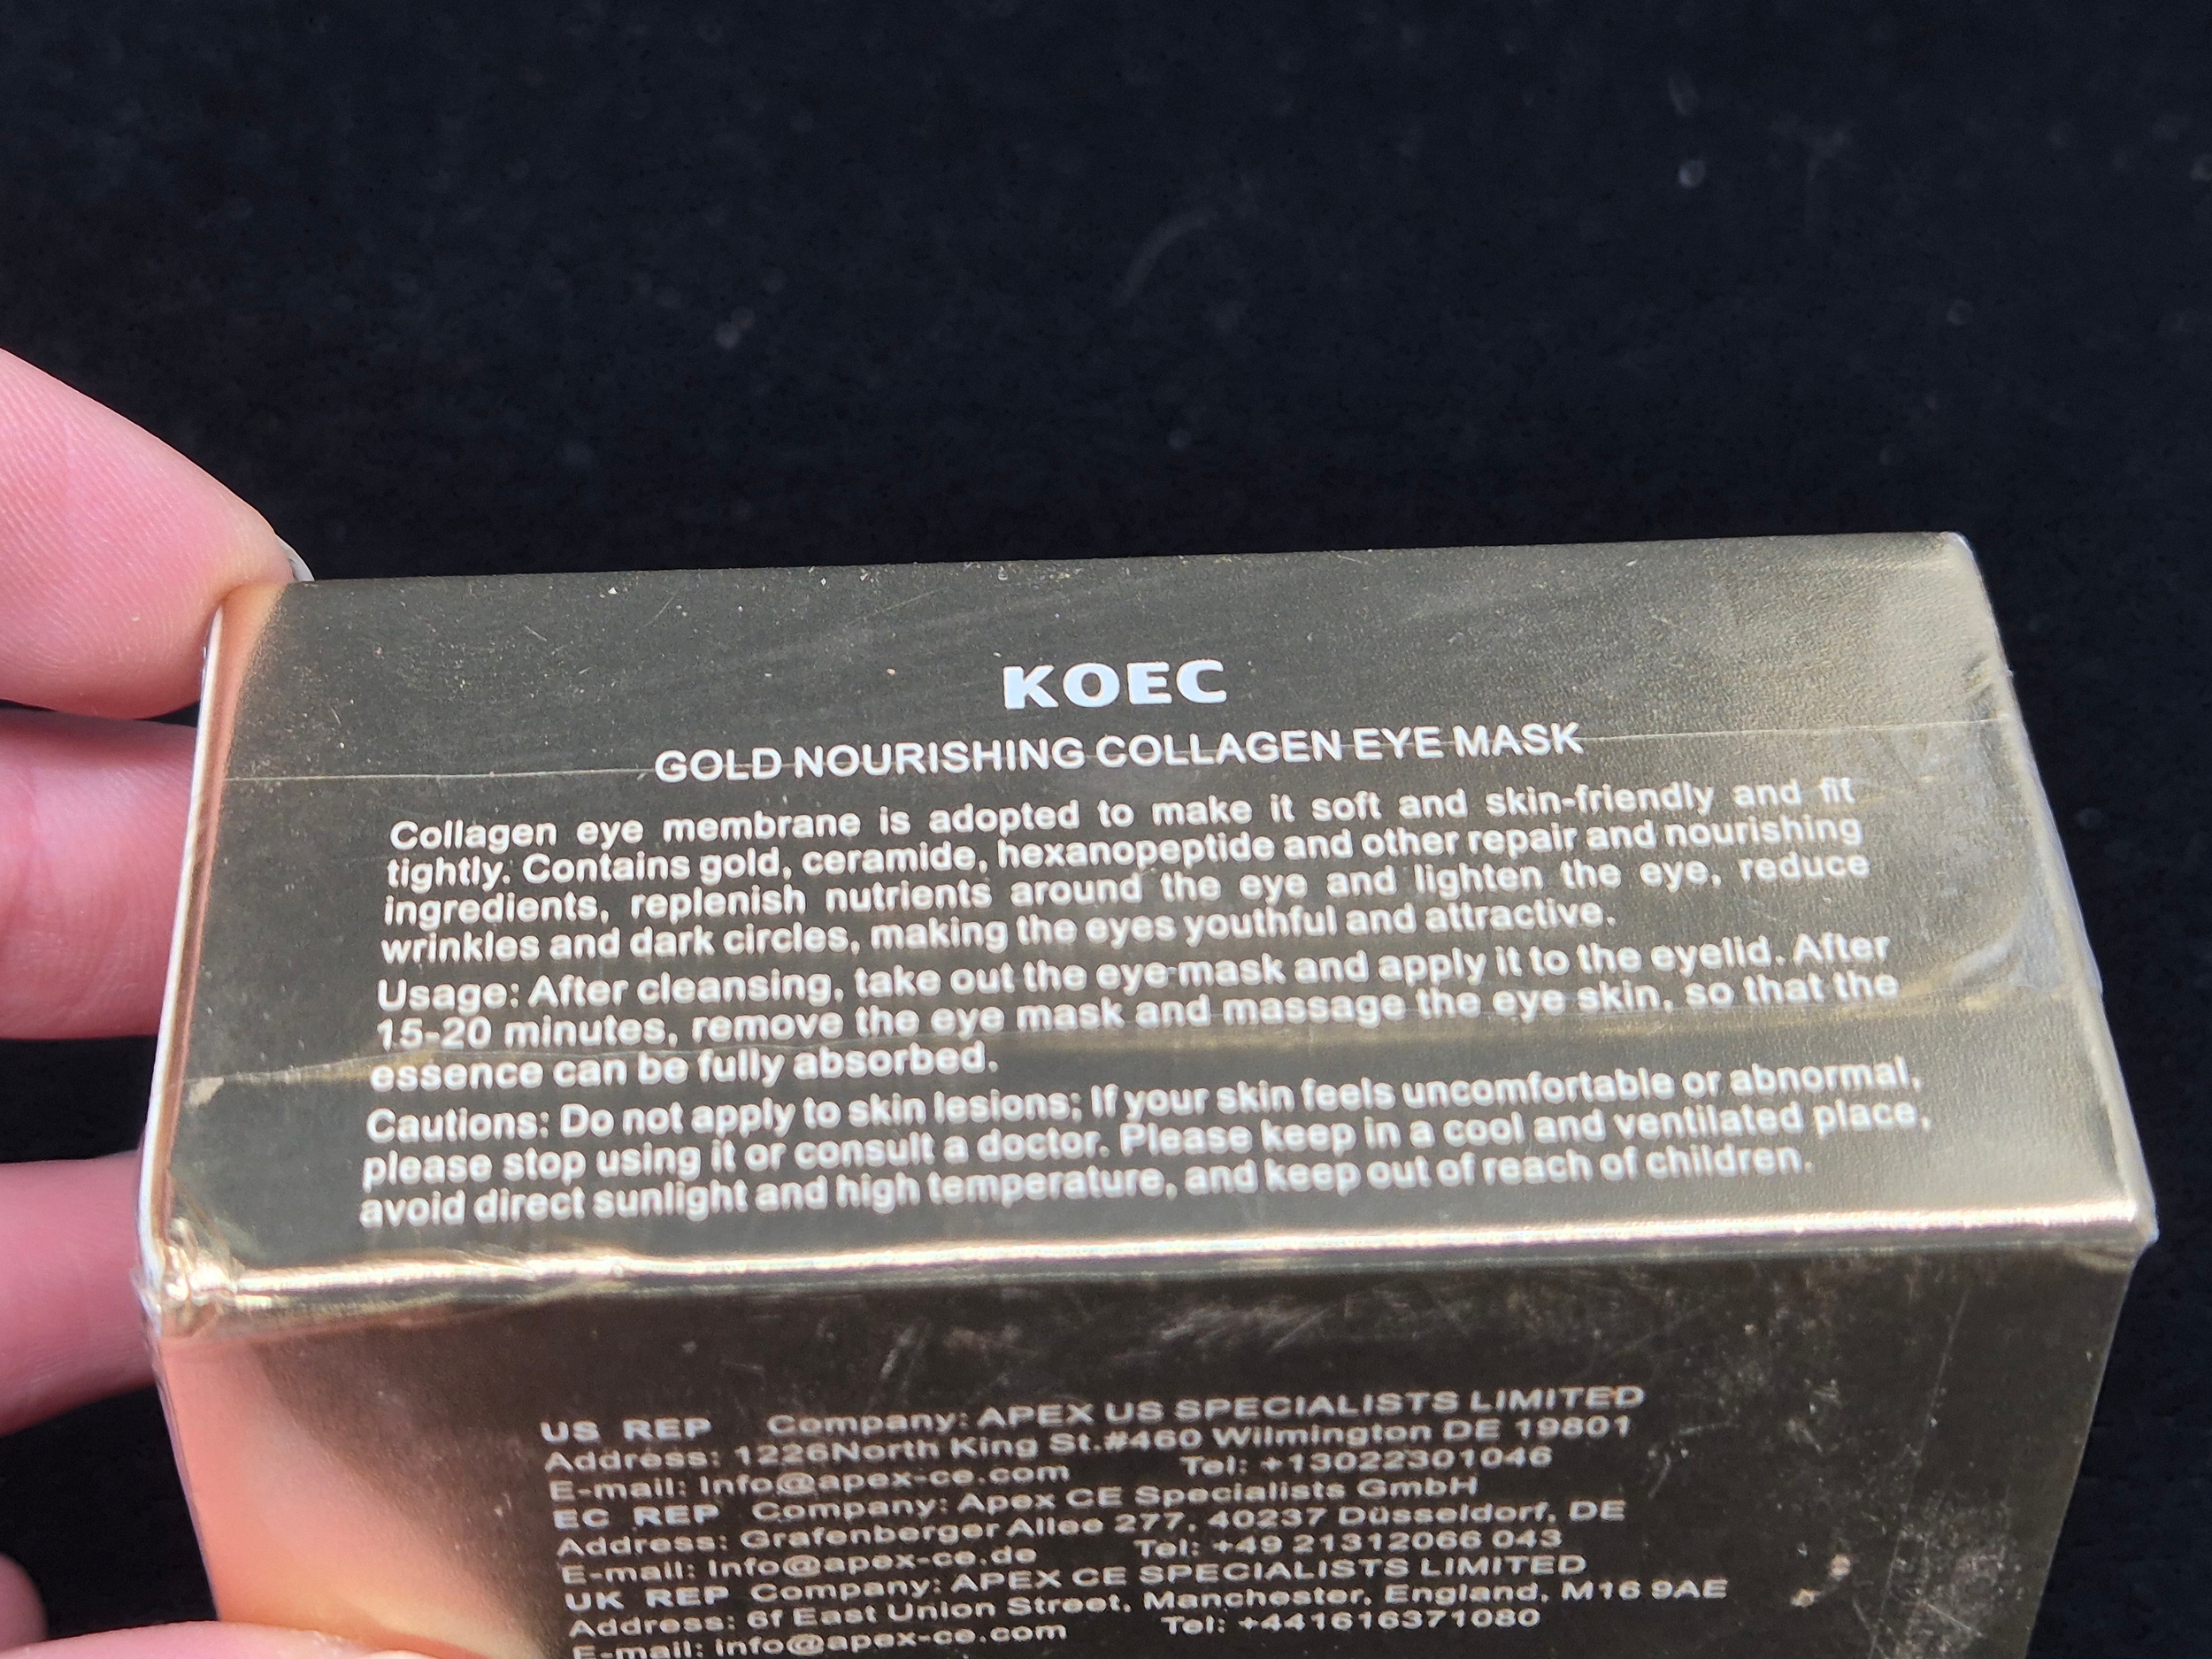 KOEC
GOLD NOURISHING COLLAGEN EYE MASK
Collagen eye membrane is adopted to make it soft and skin-friendly and fit
tightly. Contains gold, ceramide, hexanopeptide and other repair and nourishing
ingredients, replenish nutrients around the eye and lighten the eye, reduce
wrinkles and dark circles, making the eyes youthful and attractive.
Usage: After cleansing, take out the eye mask and apply it to the eyelid. After
15-20 minutes, remove the eye mask and massage the eye skin, so that the
essence can be fully absorbed.
Cautions: Do not apply to skin lesions; If your skin feels uncomfortable or abnormal,
please stop using it or consult a doctor. Please keep in a cool and ventilated place,
avoid direct sunlight and high temperature, and keep out of reach of children.
US REP Company: APEX US SPECIALISTS LIMITED
Address: 1226North King St.#460 Wilmington DE 19801
E-mail: Info@apex-ce.com Tel: +13022301046
EC REP Company: Apex CE Specialists GmbH
Address: Grafenberger Allee 277, 40237 Düsseldorf, DE
E-mail: Info@apex-ce.de Tel: +49 21312066 043
UK REP Company: APEX CE SPECIALISTS LIMITED
Address: 6f East Union Street, Manchester, England, M16 9AE
E-mail: info@apex-ce.com Tel: +441616371080